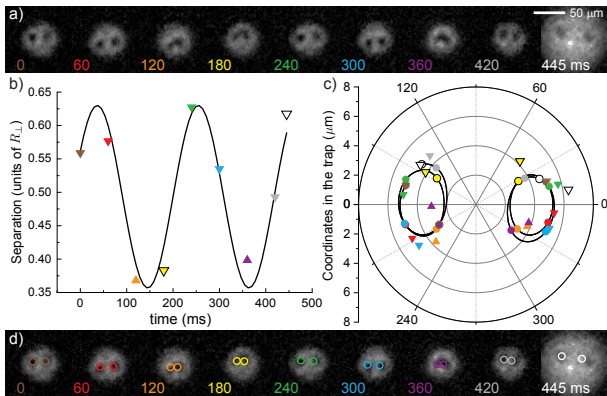 a)
50 µm
0 60 120 180 240 300 360 420 445 ms
b)
Separation (units of R⊥)
0.65
0.60
0.55
0.50
0.45
0.40
0.35
0 100 200 300 400 500
time (ms)
c)
Coordinates in the trap (µm)
8
6
4
2
0
2
4
6
8
120 60
0
240 300
d)
0 60 120 180 240 300 360 420 445 ms